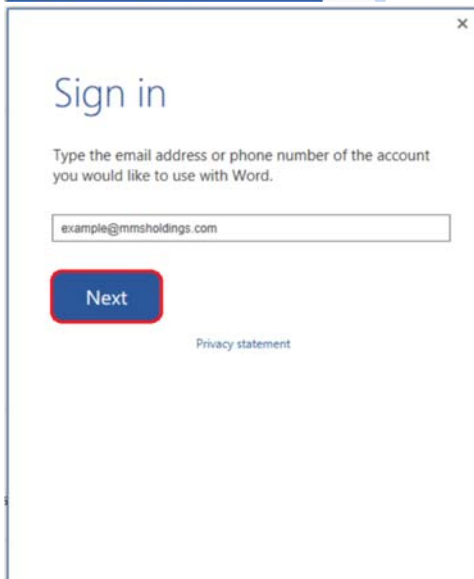 Sign in
Type the email address or phone number of the account
you would like to use with Word.
example@mmsholdings.com
Next
Privacy statement